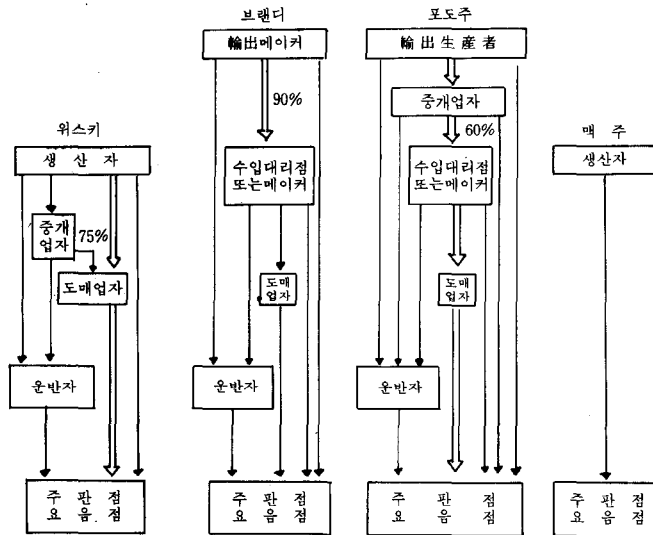 위스키
생 산 자
중개
업자
75%
도매업자
운반자
주 판 점
요 음 점
브랜디
輸出메이커
90%
수입대리점
또는메이커
도매
업자
운반자
주 판 점
요 음 점
포도주
輸出生産者
중개업자
60%
수입대리점
또는메이커
도매
업자
운반자
주 판 점
요 음 점
맥 주
생산자
주 판 점
요 음 점